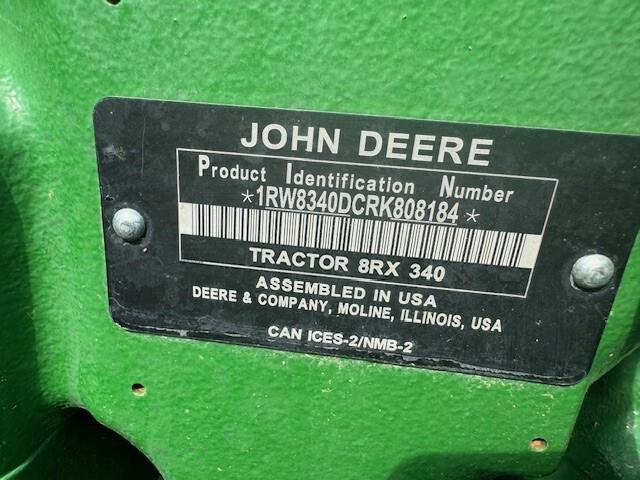 JOHN DEERE
Product Identification Number
*1RW8340DCRK808184*
TRACTOR 8RX 340
ASSEMBLED IN USA
DEERE & COMPANY, MOLINE, ILLINOIS, USA
CAN ICES-2/NMB-2